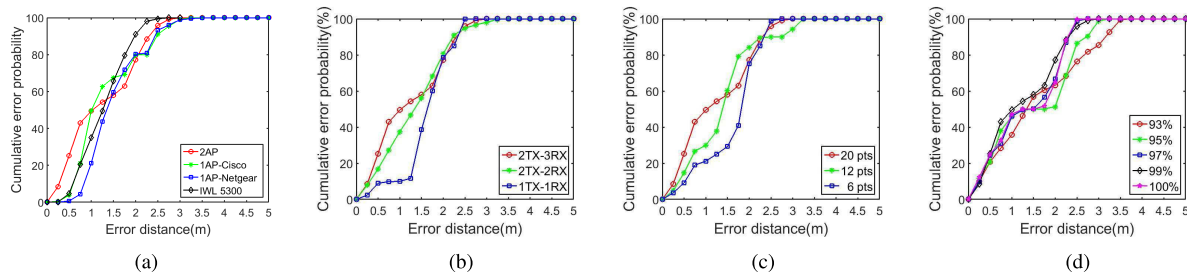 Cumulative error probability
100
80
60
40
20
0
0 0.5 1 1.5 2 2.5 3 3.5 4 4.5 5
Error distance(m)
2AP
1AP-Cisco
1AP-Netgear
IWL 5300
(a)
Cumulative error probability(%)
100
80
60
40
20
0
0 0.5 1 1.5 2 2.5 3 3.5 4 4.5 5
Error distance(m)
2TX-3RX
2TX-2RX
1TX-1RX
(b)
Cumulative error probability(%)
100
80
60
40
20
0
0 0.5 1 1.5 2 2.5 3 3.5 4 4.5 5
Error distance(m)
20 pts
12 pts
6 pts
(c)
Cumulative error probability(%)
100
80
60
40
20
0
0 0.5 1 1.5 2 2.5 3 3.5 4 4.5 5
Error distance(m)
93%
95%
97%
99%
100%
(d)